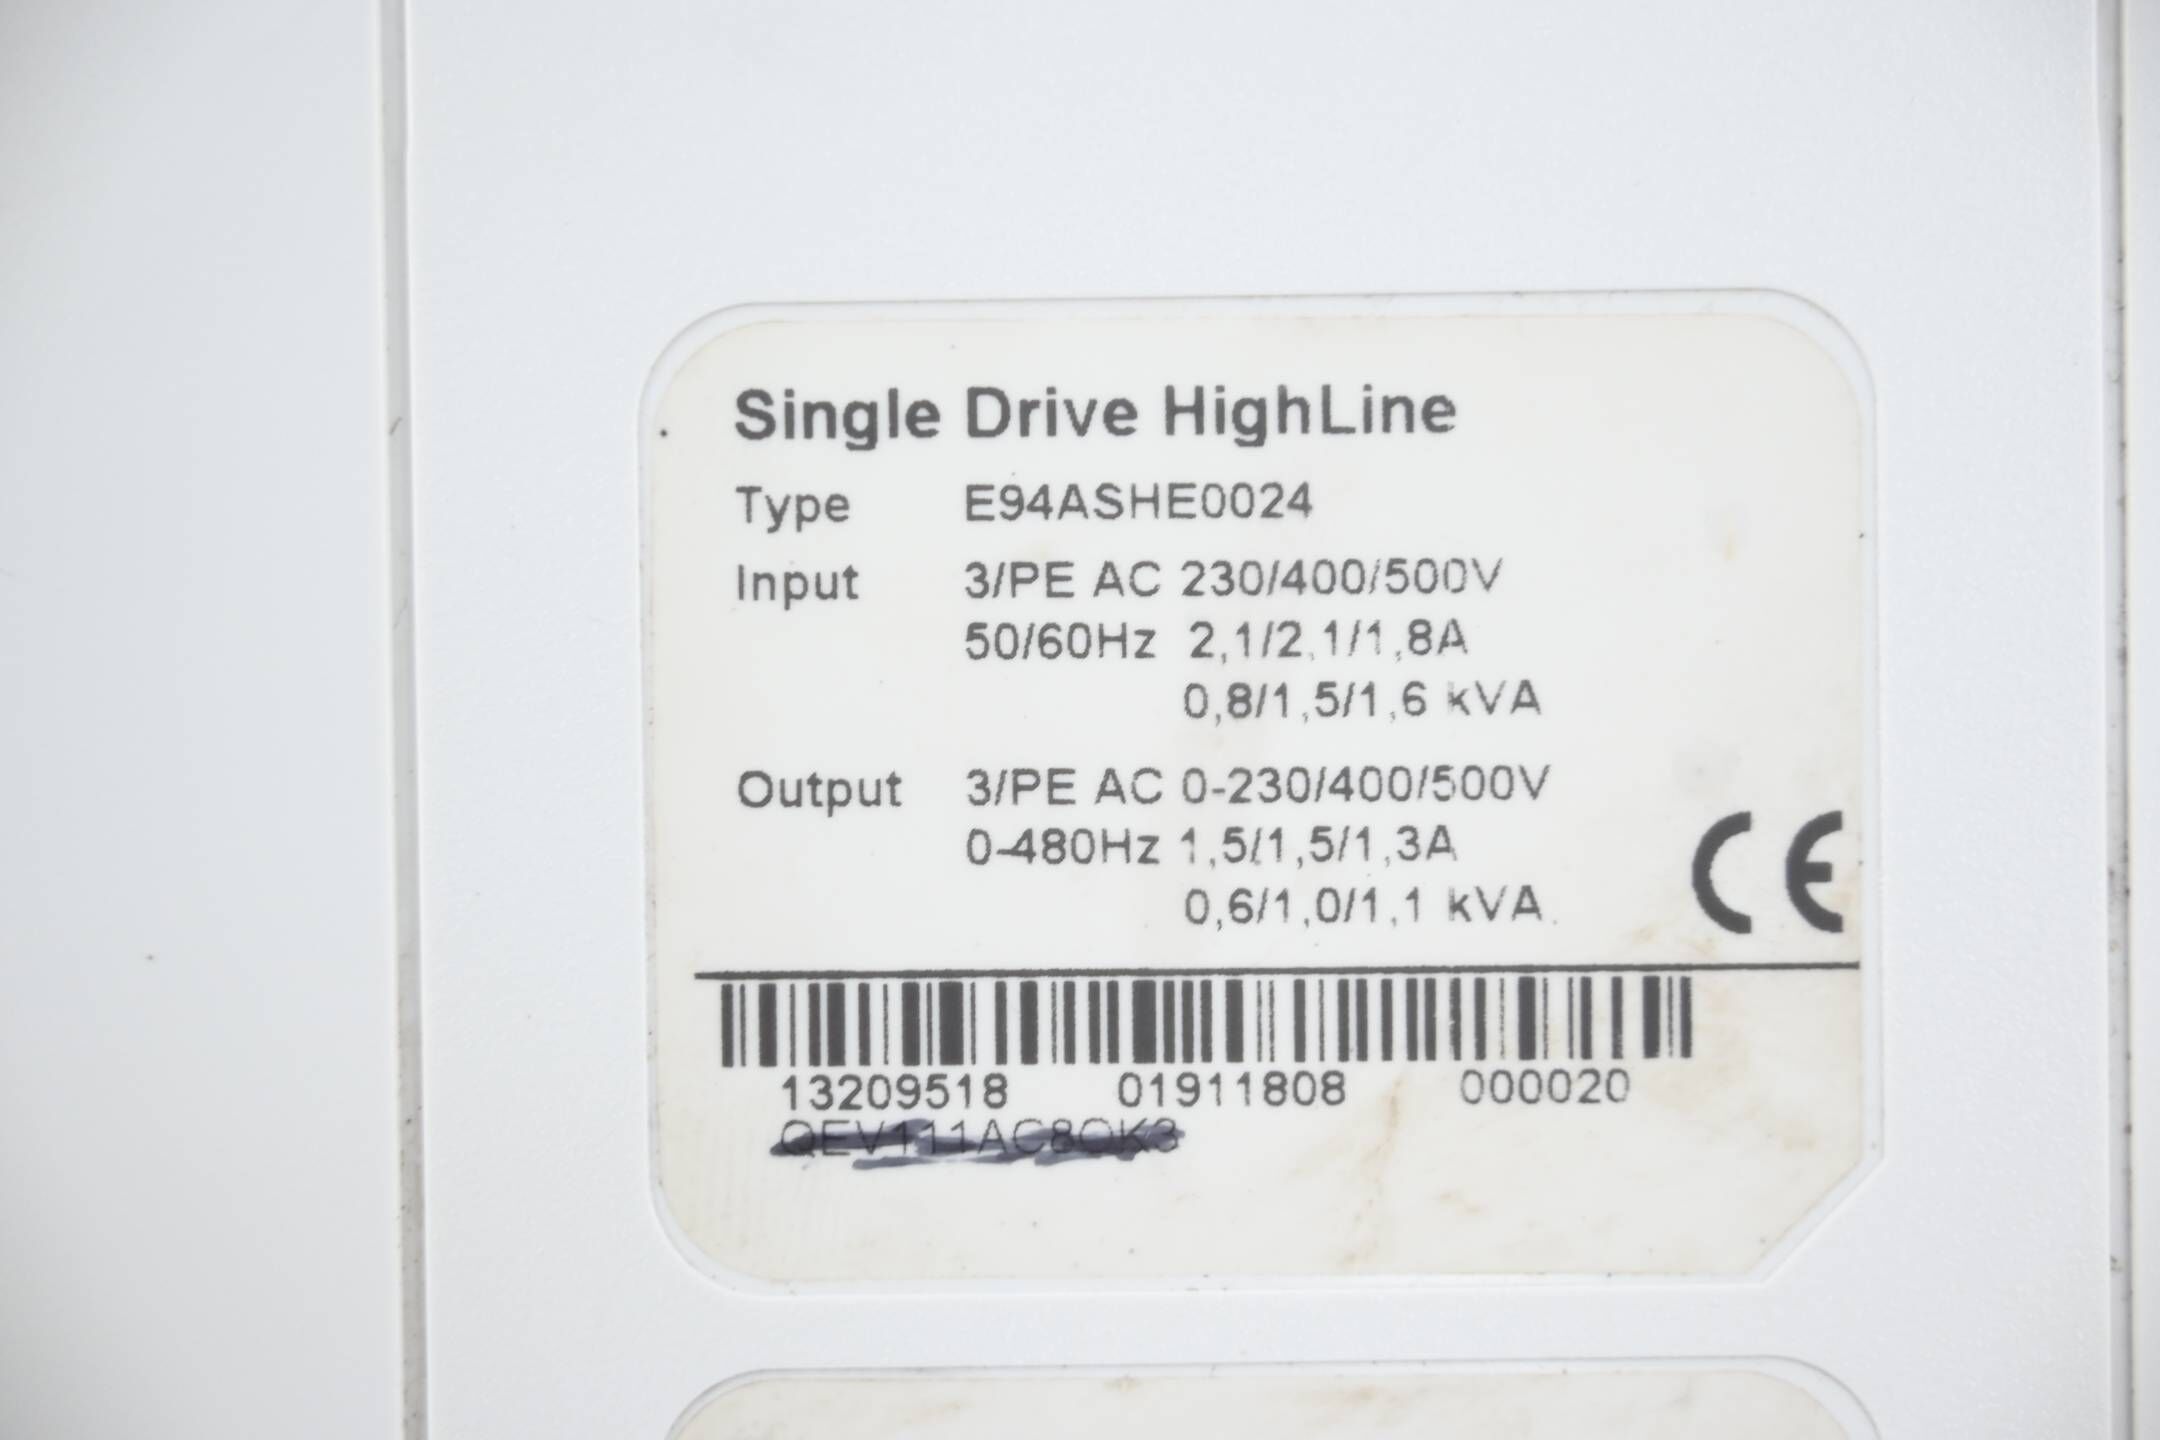 Single Drive HighLine
Type E94ASHE0024
Input 3/PE AC 230/400/500V
50/60Hz 2,1/2,1/1,8A
0,8/1,5/1,6 kVA
Output 3/PE AC 0-230/400/500V
0-480Hz 1,5/1,5/1,3A
0,6/1,0/1,1 kVA
CE
13209518 01911808 000020